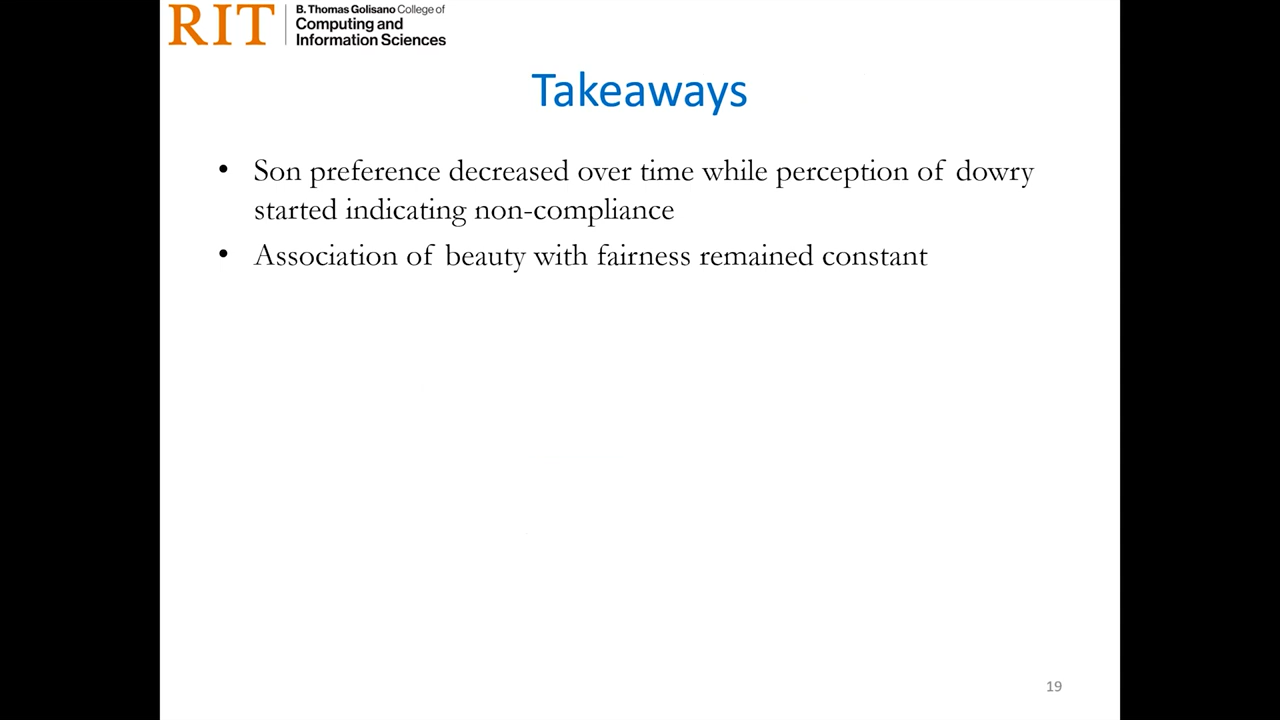 RIT
B. Thomas Golisano College of
Computing and
Information Sciences
Takeaways
• Son preference decreased over time while perception of dowry
started indicating non-compliance
• Association of beauty with fairness remained constant
19